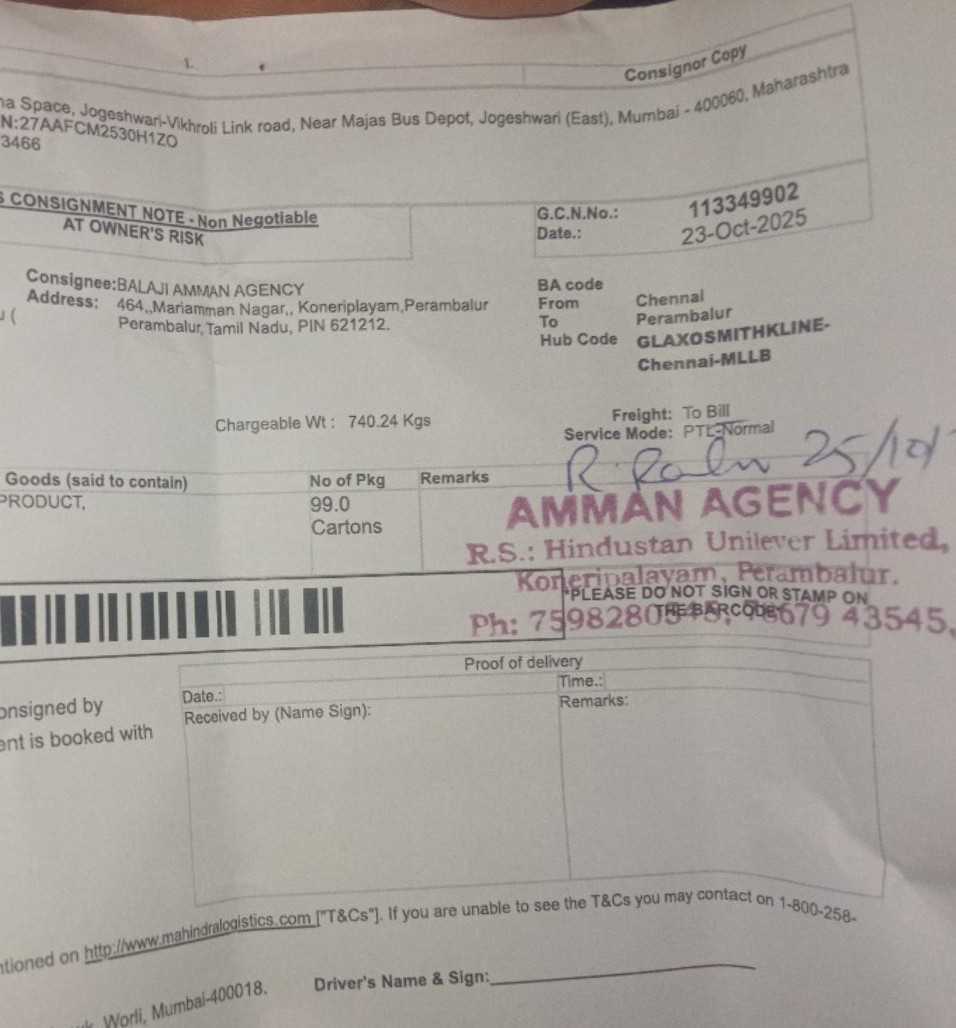 1.
Consignor Copy
na Space, Jogeshwari-Vikhroli Link road, Near Majas Bus Depot, Jogeshwari (East), Mumbai - 400060, Maharashtra
N:27AAFCM2530H1ZO
3466
S CONSIGNMENT NOTE - Non Negotiable
AT OWNER'S RISK
G.C.N.No.: 113349902
Date.: 23-Oct-2025
Consignee:BALAJI AMMAN AGENCY
Address: 464,,Mariamman Nagar,, Koneriplayam,Perambalur
Perambalur,Tamil Nadu, PIN 621212.
BA code
From Chennai
To Perambalur
Hub Code GLAXOSMITHKLINE-
Chennai-MLLB
Chargeable Wt : 740.24 Kgs
Freight: To Bill
Service Mode: PTL-Normal
25/10/
Goods (said to contain) No of Pkg Remarks
PRODUCT, 99.0
Cartons
AMMAN AGENCY
R.S.: Hindustan Unilever Limited,
Koneripalayam, Perambalur.
*PLEASE DO NOT SIGN OR STAMP ON
THE BARCODE*
Ph: 7598280545, 679 43545,
Proof of delivery
Date.: Time.:
Received by (Name Sign): Remarks:
onsigned by
ent is booked with
ntioned on http://www.mahindralogistics.com ["T&Cs"]. If you are unable to see the T&Cs you may contact on 1-800-258-
Worli, Mumbai-400018.
Driver's Name & Sign: